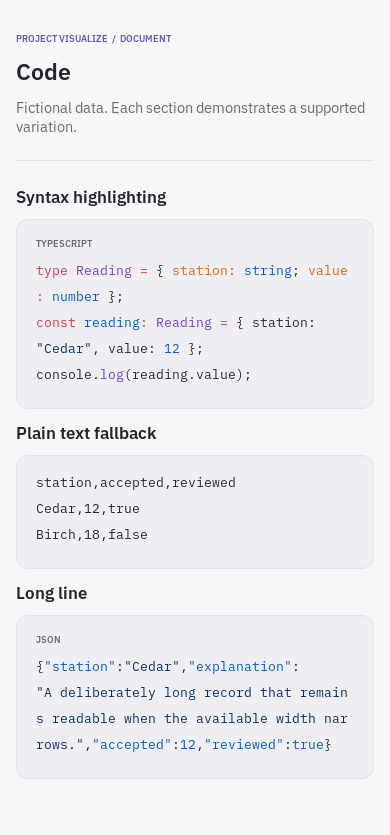 PROJECT VISUALIZE / DOCUMENT
Code
Fictional data. Each section demonstrates a supported
variation.
Syntax highlighting
TYPESCRIPT
type Reading = { station: string; value
: number };
const reading: Reading = { station:
"Cedar", value: 12 };
console.log(reading.value);
Plain text fallback
station,accepted,reviewed
Cedar,12,true
Birch,18,false
Long line
JSON
{"station":"Cedar","explanation":
"A deliberately long record that remain
s readable when the available width nar
rows.","accepted":12,"reviewed":true}